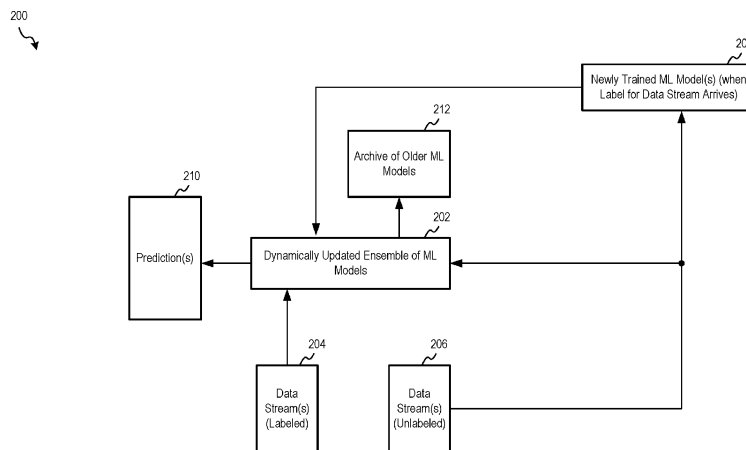 200
Newly Trained ML Model(s) (when
Label for Data Stream Arrives)
212
Archive of Older ML
Models
210
Prediction(s)
202
Dynamically Updated Ensemble of ML
Models
204
Data
Stream(s)
(Labeled)
206
Data
Stream(s)
(Unlabeled)